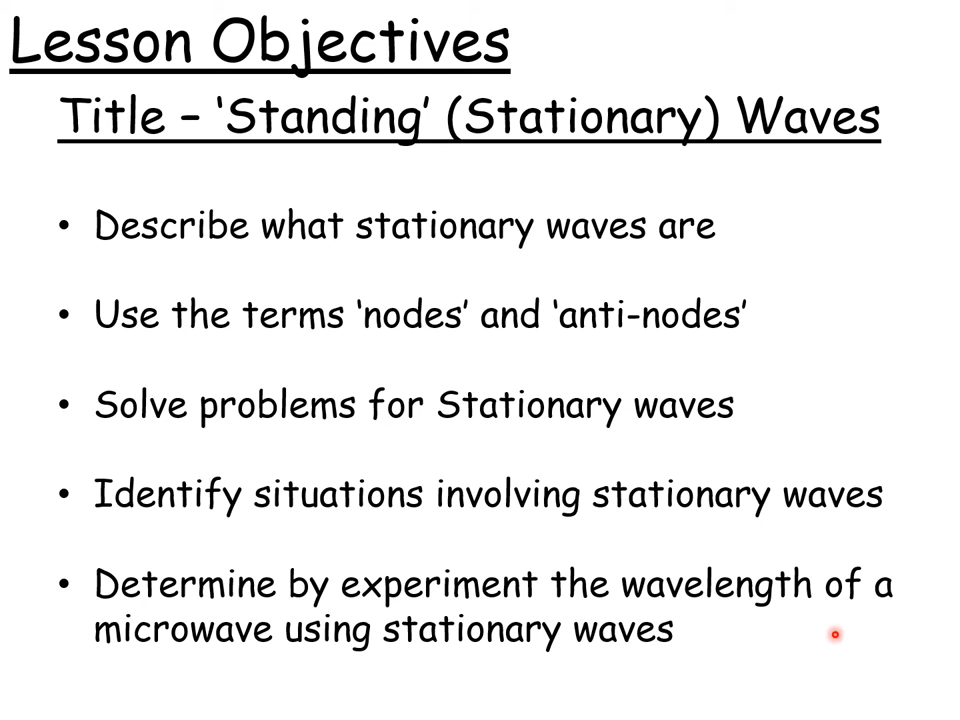 Lesson Objectives
Title – ‘Standing’ (Stationary) Waves
• Describe what stationary waves are
• Use the terms ‘nodes’ and ‘anti-nodes’
• Solve problems for Stationary waves
• Identify situations involving stationary waves
• Determine by experiment the wavelength of a
microwave using stationary waves